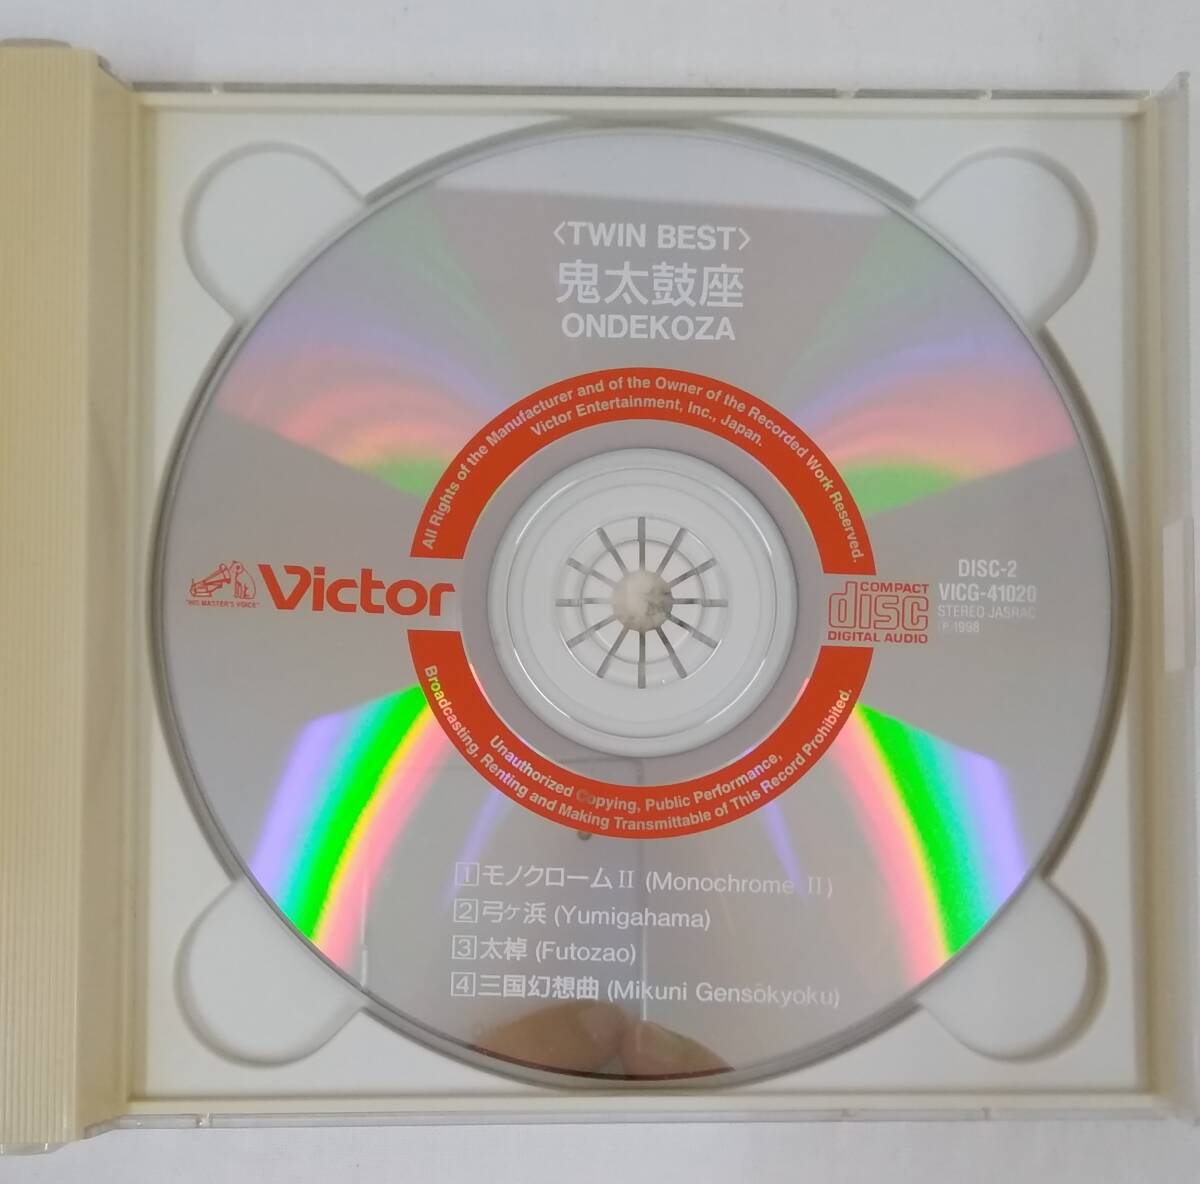 〈TWIN BEST〉
鬼太鼓座
ONDEKOZA
All Rights of the Manufacturer and of the Owner of the Recorded Work Reserved.
Victor Entertainment, Inc., Japan.
"HIS MASTER'S VOICE"
Victor
COMPACT
disc
DIGITAL AUDIO
DISC-2
VICG-41020
STEREO JASRAC
Ⓟ1998
Unauthorized Copying, Public Performance,
Broadcasting, Renting and Making Transmittable of This Record Prohibited.
1 モノクロームII (Monochrome II)
2 弓ヶ浜 (Yumigahama)
3 太棹 (Futozao)
4 三国幻想曲 (Mikuni Gensōkyoku)